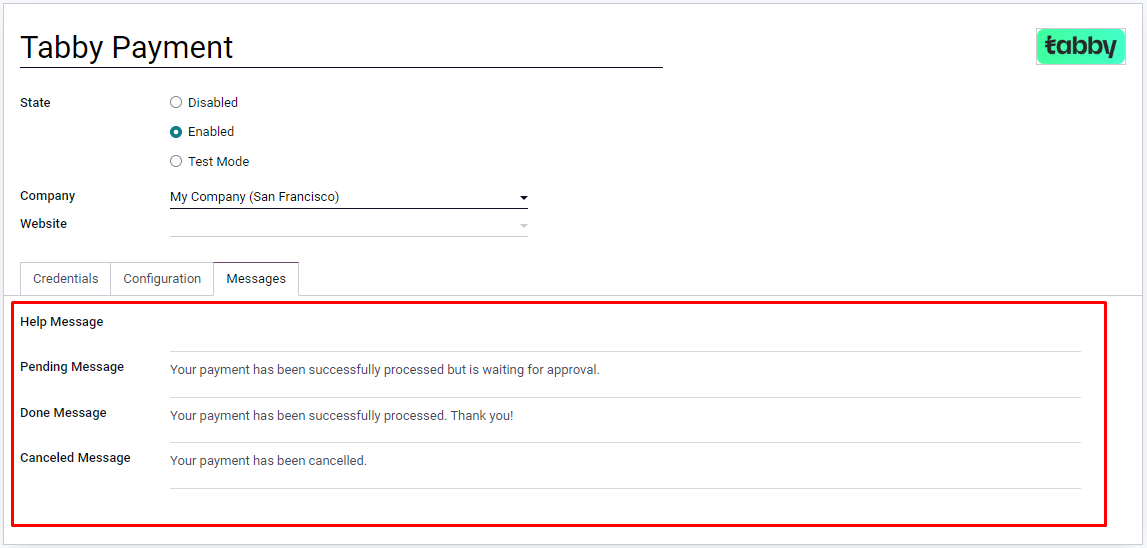 Tabby Payment
tabby
State
Disabled
Enabled
Test Mode
Company My Company (San Francisco)
Website
Credentials Configuration Messages
Help Message
Pending Message Your payment has been successfully processed but is waiting for approval.
Done Message Your payment has been successfully processed. Thank you!
Canceled Message Your payment has been cancelled.